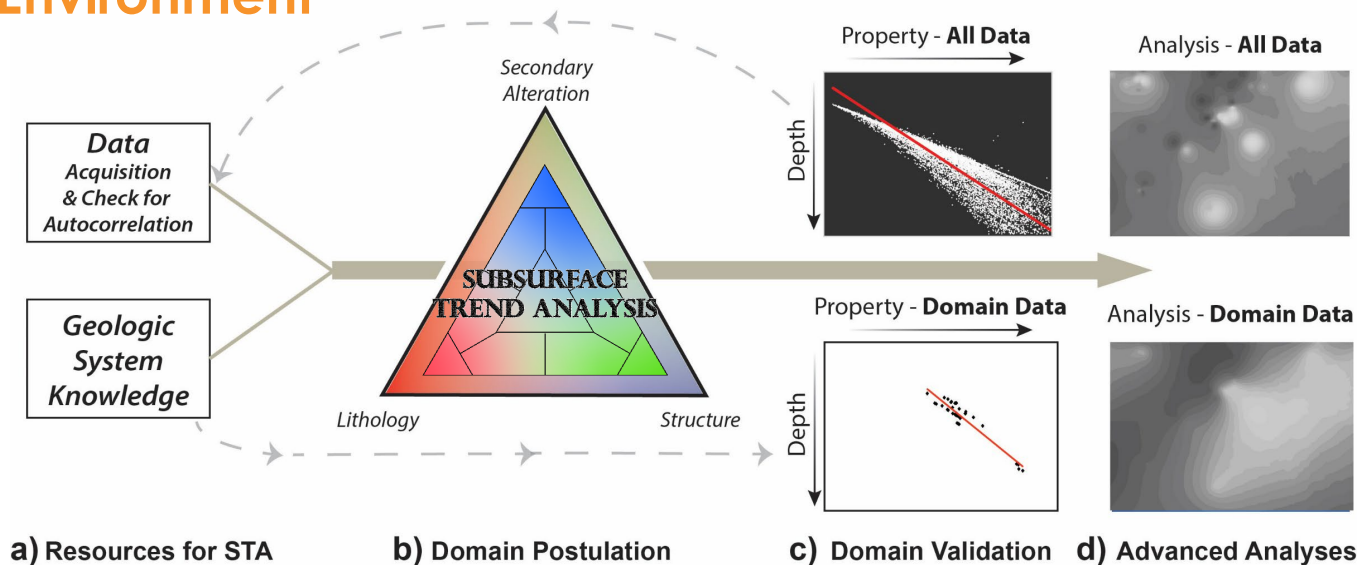 Environment
Data
Acquisition
& Check for
Autocorrelation
Geologic
System
Knowledge
a) Resources for STA
Secondary
Alteration
SUBSURFACE
TREND ANALYSIS
Lithology
Structure
b) Domain Postulation
Property - All Data
Depth
Property - Domain Data
Depth
c) Domain Validation
Analysis - All Data
Analysis - Domain Data
d) Advanced Analyses